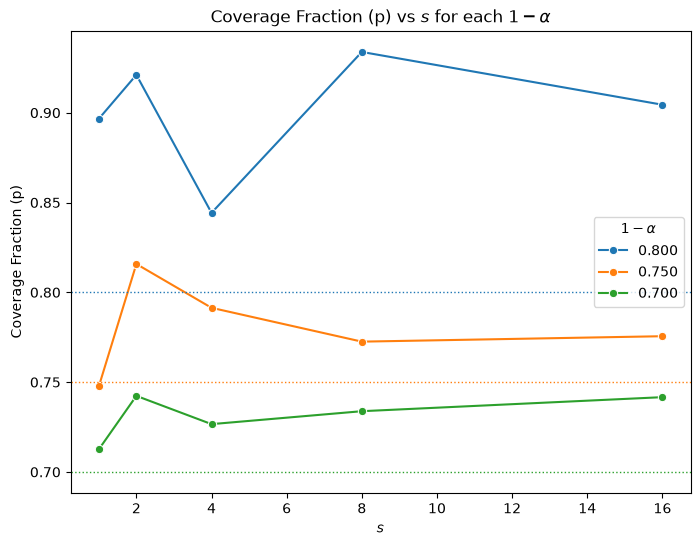 Coverage Fraction (p) vs s for each 1 − α
Coverage Fraction (p)
0.90
0.85
0.80
0.75
0.70
1 − α
0.800
0.750
0.700
2 4 6 8 10 12 14 16
s